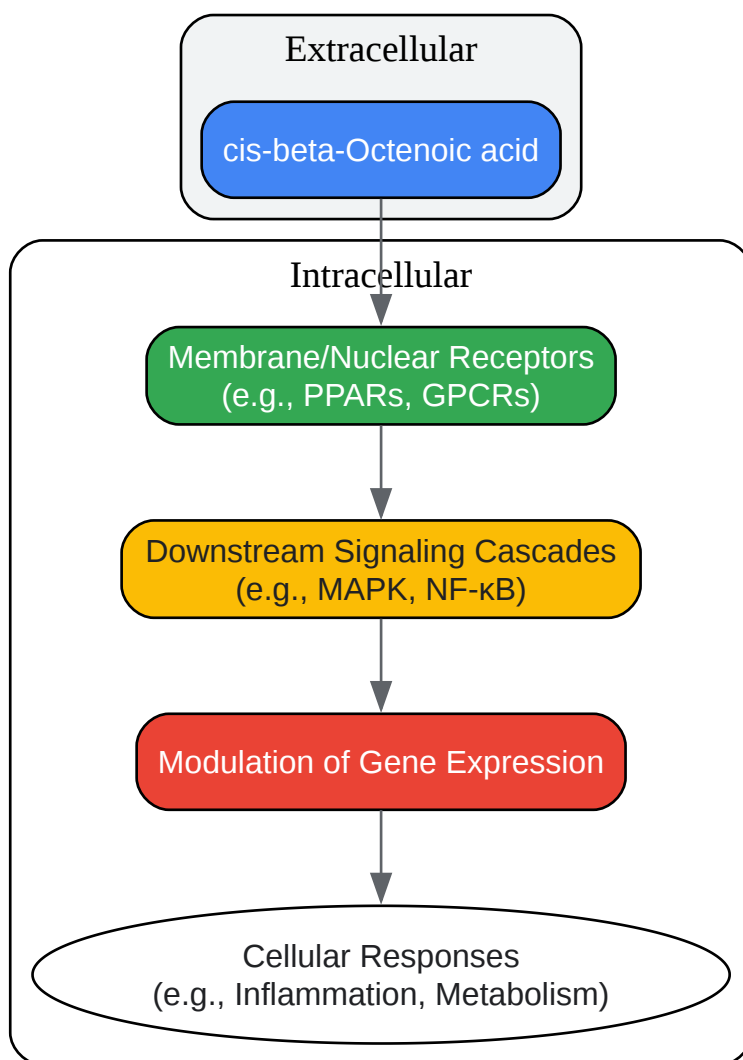 Extracellular
cis-beta-Octenoic acid
Intracellular
Membrane/Nuclear Receptors
(e.g., PPARs, GPCRs)
Downstream Signaling Cascades
(e.g., MAPK, NF-κB)
Modulation of Gene Expression
Cellular Responses
(e.g., Inflammation, Metabolism)